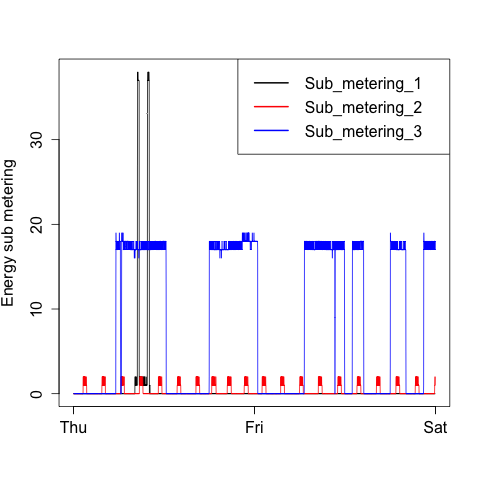 Sub_metering_1
Sub_metering_2
Sub_metering_3
Energy sub metering
30
20
10
0
Thu Fri Sat